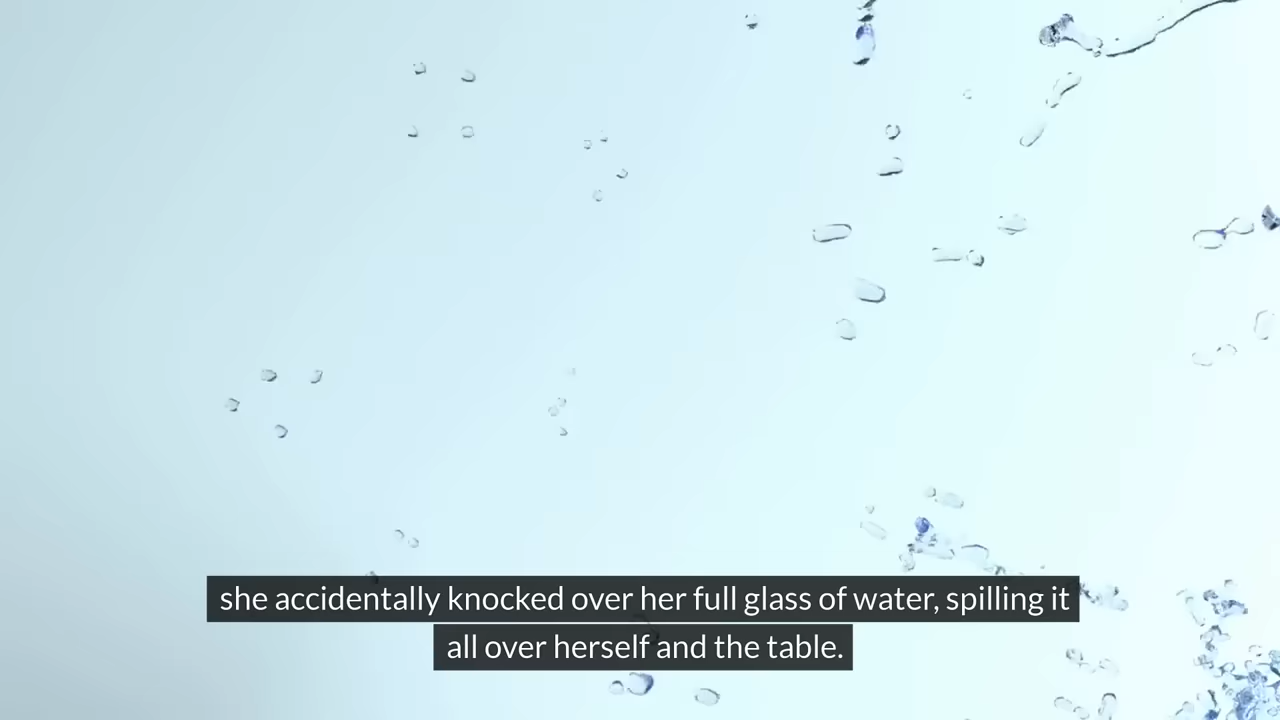 she accidentally knocked over her full glass of water, spilling it
all over herself and the table.